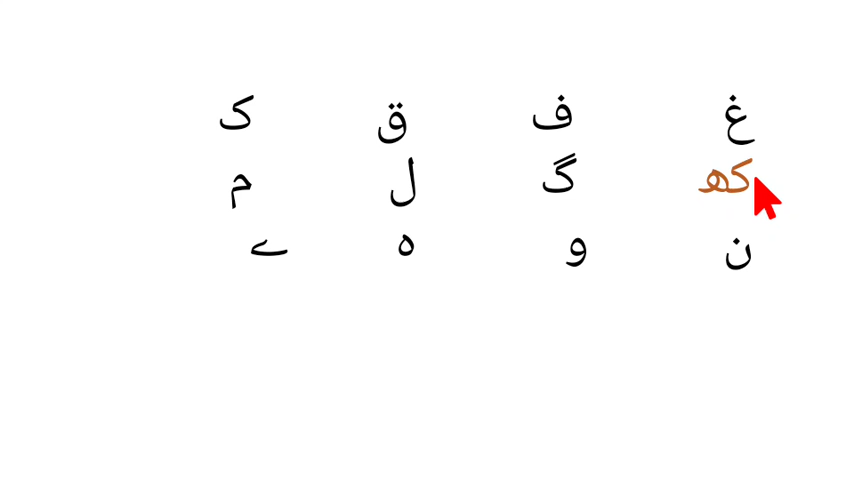 غ ف ق ک
کھ گ ل م
ن و ہ ے